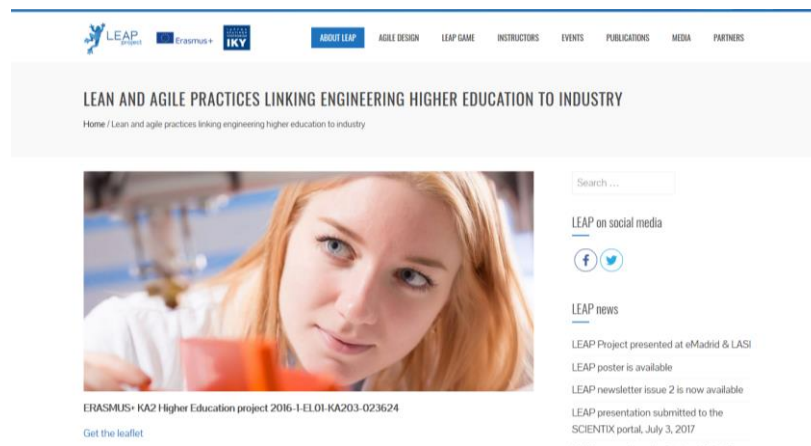 LEAP
project
Erasmus+
IKY
ABOUT LEAP AGILE DESIGN LEAP GAME INSTRUCTORS EVENTS PUBLICATIONS MEDIA PARTNERS
LEAN AND AGILE PRACTICES LINKING ENGINEERING HIGHER EDUCATION TO INDUSTRY
Home / Lean and agile practices linking engineering higher education to industry
Search ...
LEAP on social media
LEAP news
LEAP Project presented at eMadrid & LASI
LEAP poster is available
LEAP newsletter issue 2 is now available
LEAP presentation submitted to the
SCIENTIX portal, July 3, 2017
ERASMUS+ KA2 Higher Education project 2016-1-EL01-KA203-023624
Get the leaflet